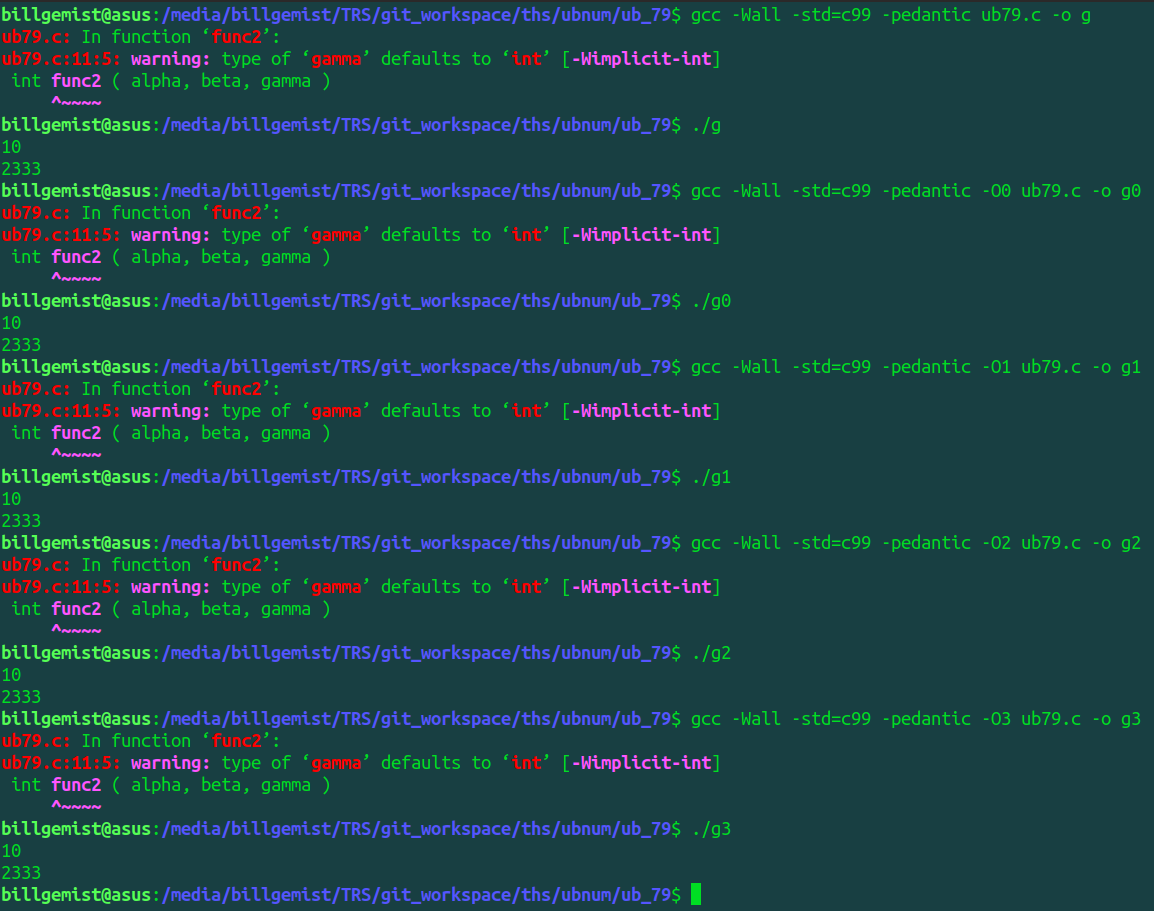 billgemist@asus:/media/billgemist/TRS/git_workspace/ths/ubnum/ub_79$ gcc -Wall -std=c99 -pedantic ub79.c -o g
ub79.c: In function ‘func2’:
ub79.c:11:5: warning: type of ‘gamma’ defaults to ‘int’ [-Wimplicit-int]
 int func2 ( alpha, beta, gamma )
     ^~~~~
billgemist@asus:/media/billgemist/TRS/git_workspace/ths/ubnum/ub_79$ ./g
10
2333
billgemist@asus:/media/billgemist/TRS/git_workspace/ths/ubnum/ub_79$ gcc -Wall -std=c99 -pedantic -O0 ub79.c -o g0
ub79.c: In function ‘func2’:
ub79.c:11:5: warning: type of ‘gamma’ defaults to ‘int’ [-Wimplicit-int]
 int func2 ( alpha, beta, gamma )
     ^~~~~
billgemist@asus:/media/billgemist/TRS/git_workspace/ths/ubnum/ub_79$ ./g0
10
2333
billgemist@asus:/media/billgemist/TRS/git_workspace/ths/ubnum/ub_79$ gcc -Wall -std=c99 -pedantic -O1 ub79.c -o g1
ub79.c: In function ‘func2’:
ub79.c:11:5: warning: type of ‘gamma’ defaults to ‘int’ [-Wimplicit-int]
 int func2 ( alpha, beta, gamma )
     ^~~~~
billgemist@asus:/media/billgemist/TRS/git_workspace/ths/ubnum/ub_79$ ./g1
10
2333
billgemist@asus:/media/billgemist/TRS/git_workspace/ths/ubnum/ub_79$ gcc -Wall -std=c99 -pedantic -O2 ub79.c -o g2
ub79.c: In function ‘func2’:
ub79.c:11:5: warning: type of ‘gamma’ defaults to ‘int’ [-Wimplicit-int]
 int func2 ( alpha, beta, gamma )
     ^~~~~
billgemist@asus:/media/billgemist/TRS/git_workspace/ths/ubnum/ub_79$ ./g2
10
2333
billgemist@asus:/media/billgemist/TRS/git_workspace/ths/ubnum/ub_79$ gcc -Wall -std=c99 -pedantic -O3 ub79.c -o g3
ub79.c: In function ‘func2’:
ub79.c:11:5: warning: type of ‘gamma’ defaults to ‘int’ [-Wimplicit-int]
 int func2 ( alpha, beta, gamma )
     ^~~~~
billgemist@asus:/media/billgemist/TRS/git_workspace/ths/ubnum/ub_79$ ./g3
10
2333
billgemist@asus:/media/billgemist/TRS/git_workspace/ths/ubnum/ub_79$